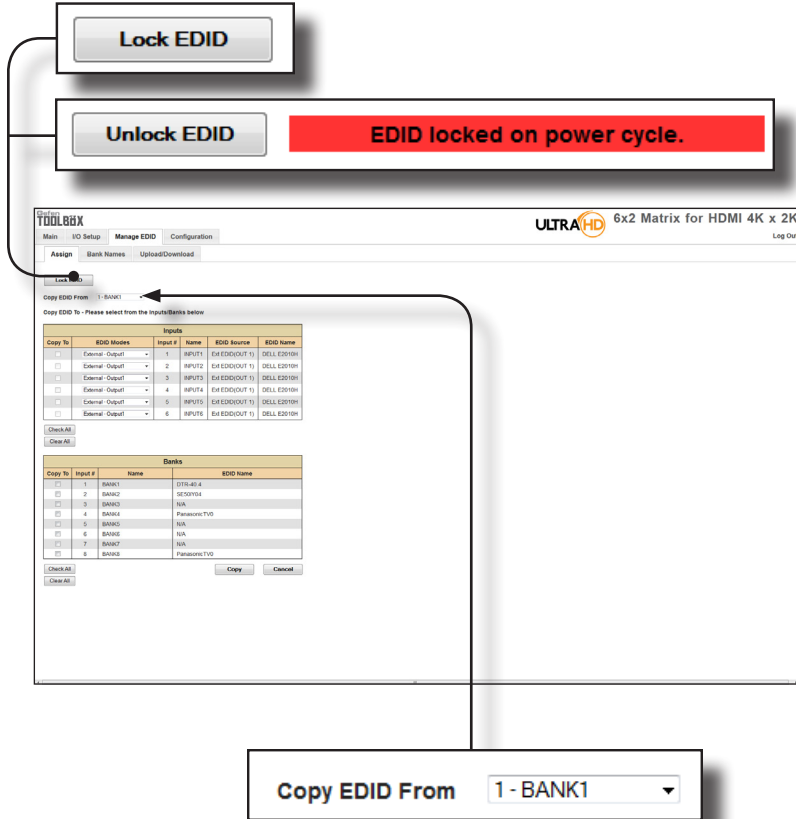 Lock EDID
Unlock EDID EDID locked on power cycle.
Gefen
TOOLBOX
ULTRA HD 6x2 Matrix for HDMI 4K x 2K
Main I/O Setup Manage EDID Configuration
Log Out
Assign Bank Names Upload/Download
Lock EDID
Copy EDID From 1 - BANK1
Copy EDID To - Please select from the Inputs/Banks below
Inputs
Copy To EDID Modes Input # Name EDID Source EDID Name
External - Output1 1 INPUT1 Ext EDID(OUT 1) DELL E2010H
External - Output1 2 INPUT2 Ext EDID(OUT 1) DELL E2010H
External - Output1 3 INPUT3 Ext EDID(OUT 1) DELL E2010H
External - Output1 4 INPUT4 Ext EDID(OUT 1) DELL E2010H
External - Output1 5 INPUT5 Ext EDID(OUT 1) DELL E2010H
External - Output1 6 INPUT6 Ext EDID(OUT 1) DELL E2010H
Check All
Clear All
Banks
Copy To Input # Name EDID Name
1 BANK1 DTR-40.4
2 BANK2 SE50IY04
3 BANK3 N/A
4 BANK4 PanasonicTV0
5 BANK5 N/A
6 BANK6 N/A
7 BANK7 N/A
8 BANK8 PanasonicTV0
Check All Copy Cancel
Clear All
Copy EDID From 1 - BANK1